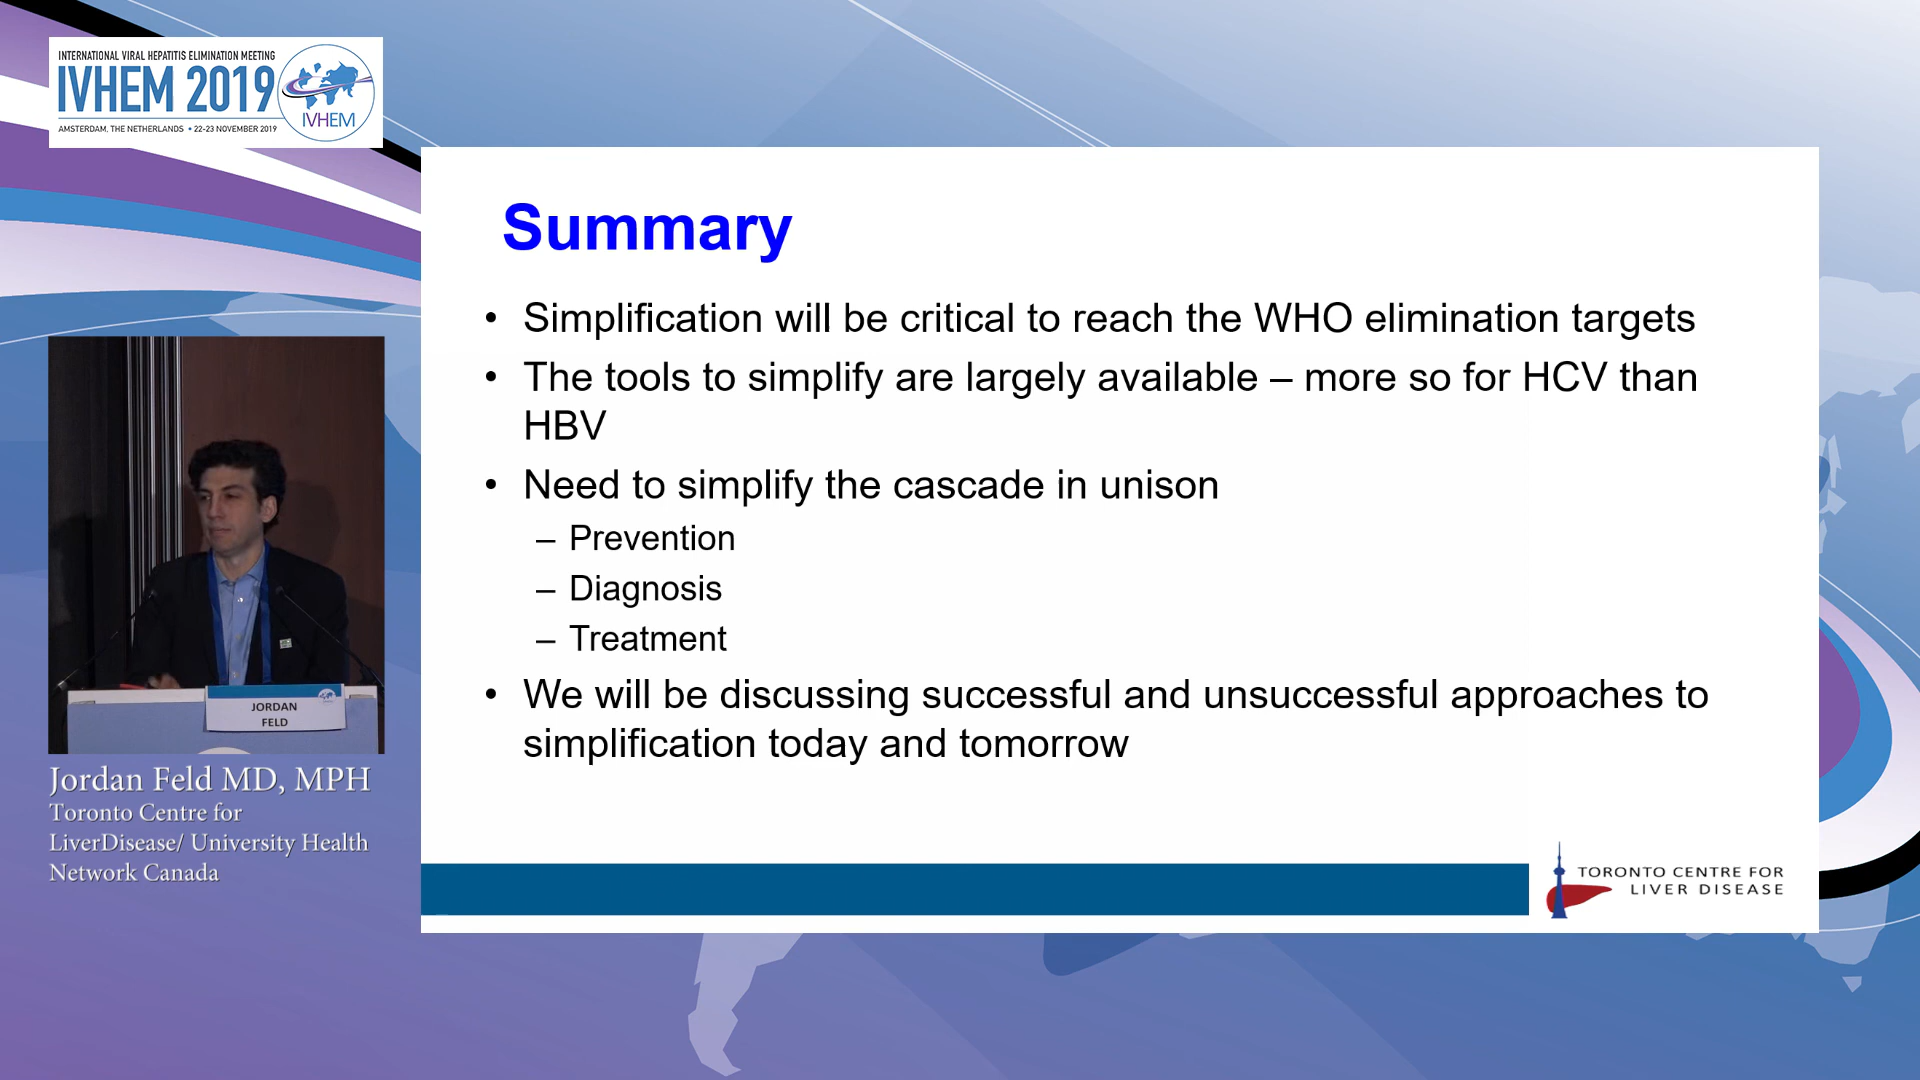 INTERNATIONAL VIRAL HEPATITIS ELIMINATION MEETING
IVHEM 2019
IVHEM
AMSTERDAM, THE NETHERLANDS • 22-23 NOVEMBER 2019
Summary
• Simplification will be critical to reach the WHO elimination targets
• The tools to simplify are largely available – more so for HCV than
HBV
• Need to simplify the cascade in unison
– Prevention
– Diagnosis
– Treatment
• We will be discussing successful and unsuccessful approaches to
simplification today and tomorrow
TORONTO CENTRE FOR
LIVER DISEASE
JORDAN
FELD
Jordan Feld MD, MPH
Toronto Centre for
LiverDisease/ University Health
Network Canada